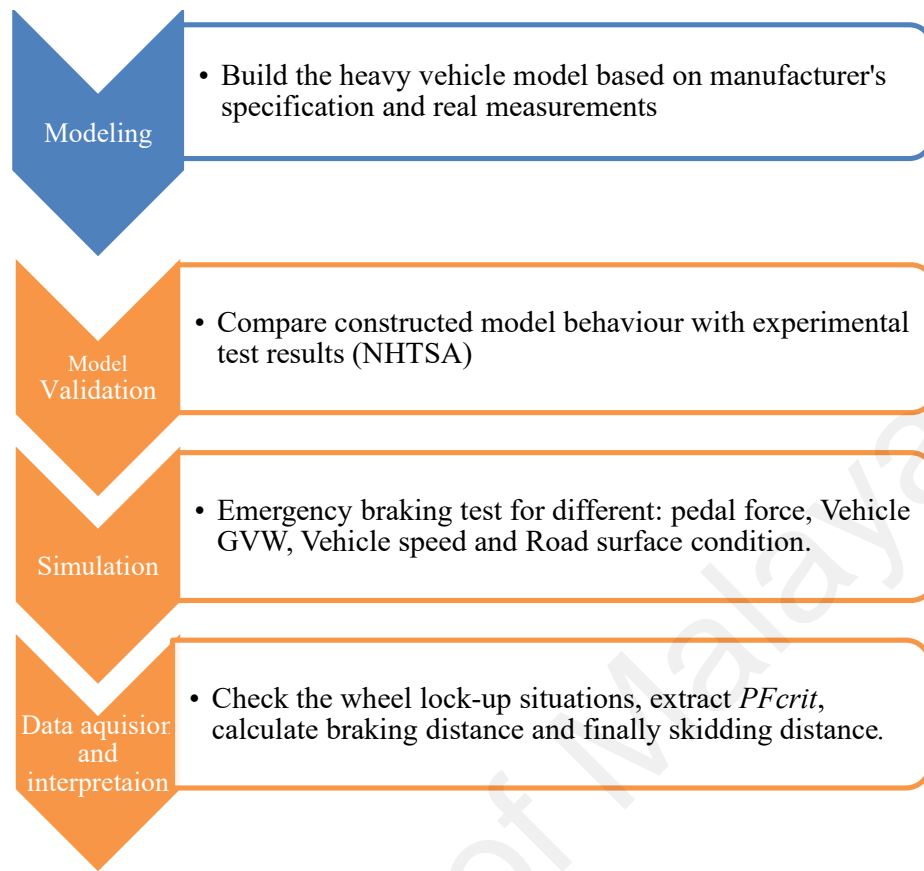 Modeling
• Build the heavy vehicle model based on manufacturer's
specification and real measurements
Model
Validation
• Compare constructed model behaviour with experimental
test results (NHTSA)
Simulation
• Emergency braking test for different: pedal force, Vehicle
GVW, Vehicle speed and Road surface condition.
Data aquision
and
interpretaion
• Check the wheel lock-up situations, extract PFcrit,
calculate braking distance and finally skidding distance.
of Malaya